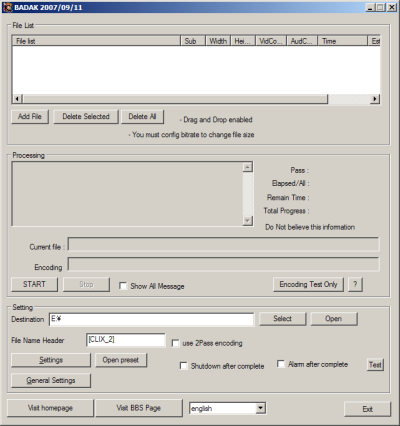 BADAK 2007/09/11
File List
File list Sub Width Hei... VidCo... AudC... Time Est
Add File Delete Selected Delete All - Drag and Drop enabled
- You must config bitrate to change file size
Processing
Pass :
Elapsed/All :
Remain Time :
Total Progress :
Do Not believe this information
Current file :
Encoding
START Stop Show All Message Encoding Test Only ?
Setting
Destination E:¥ Select Open
File Name Header [CLIX_2] use 2Pass encoding
Settings Open preset Shutdown after complete Alarm after complete Test
General Settings
Visit homepage Visit BBS Page english Exit